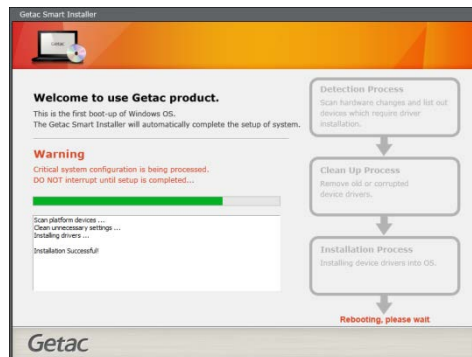 Getac Smart Installer
Getac
Welcome to use Getac product.
This is the first boot-up of Windows OS.
The Getac Smart Installer will automatically complete the setup of system.
Warning
Critical system configuration is being processed.
DO NOT interrupt until setup is completed...
Scan platform devices ...
Clean unnecessary settings ...
Installing drivers ...
Installation Successful!
Detection Process
Scan hardware changes and list out
devices which require driver
installation.
Clean Up Process
Remove old or corrupted
device drivers.
Installation Process
Installing device drivers into OS.
Rebooting, please wait
Getac